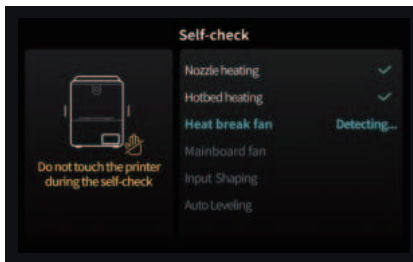 Self-check
Do not touch the printer
during the self-check
Nozzle heating
Hotbed heating
Heat break fan Detecting...
Mainboard fan
Input Shaping
Auto Leveling